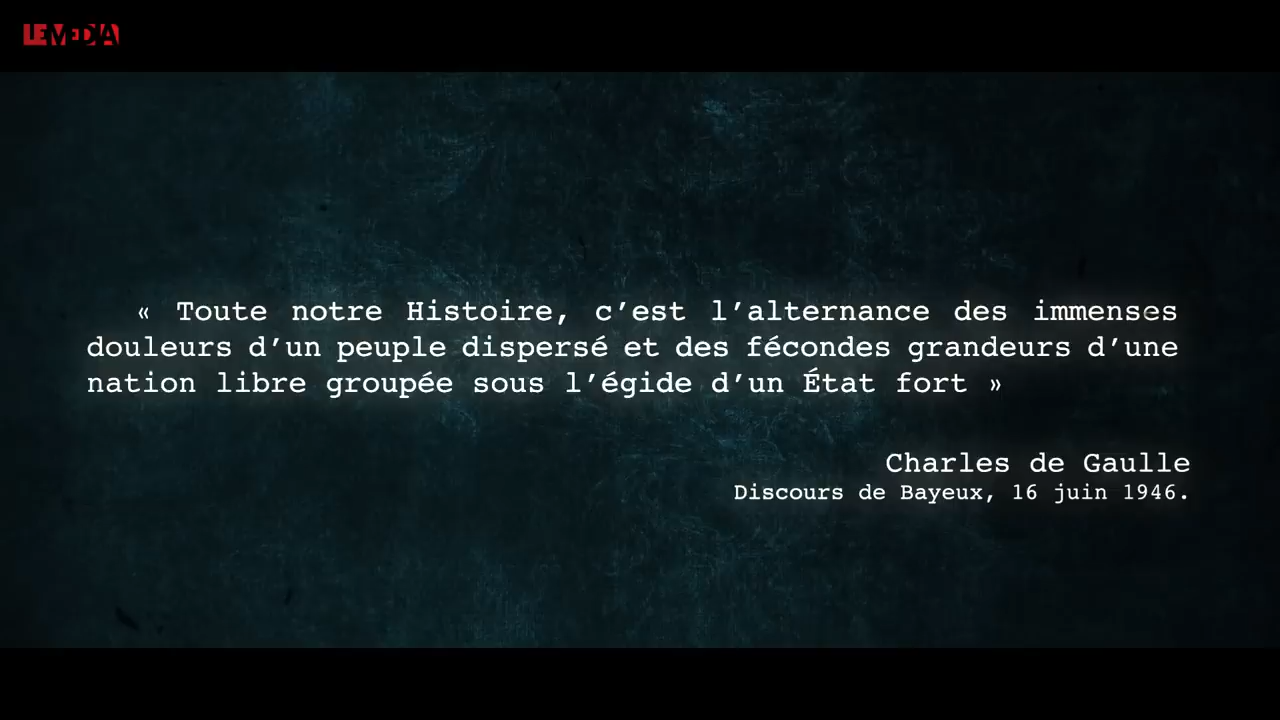 LEMEDIA
« Toute notre Histoire, c’est l’alternance des immenses
douleurs d’un peuple dispersé et des fécondes grandeurs d’une
nation libre groupée sous l’égide d’un État fort »
Charles de Gaulle
Discours de Bayeux, 16 juin 1946.